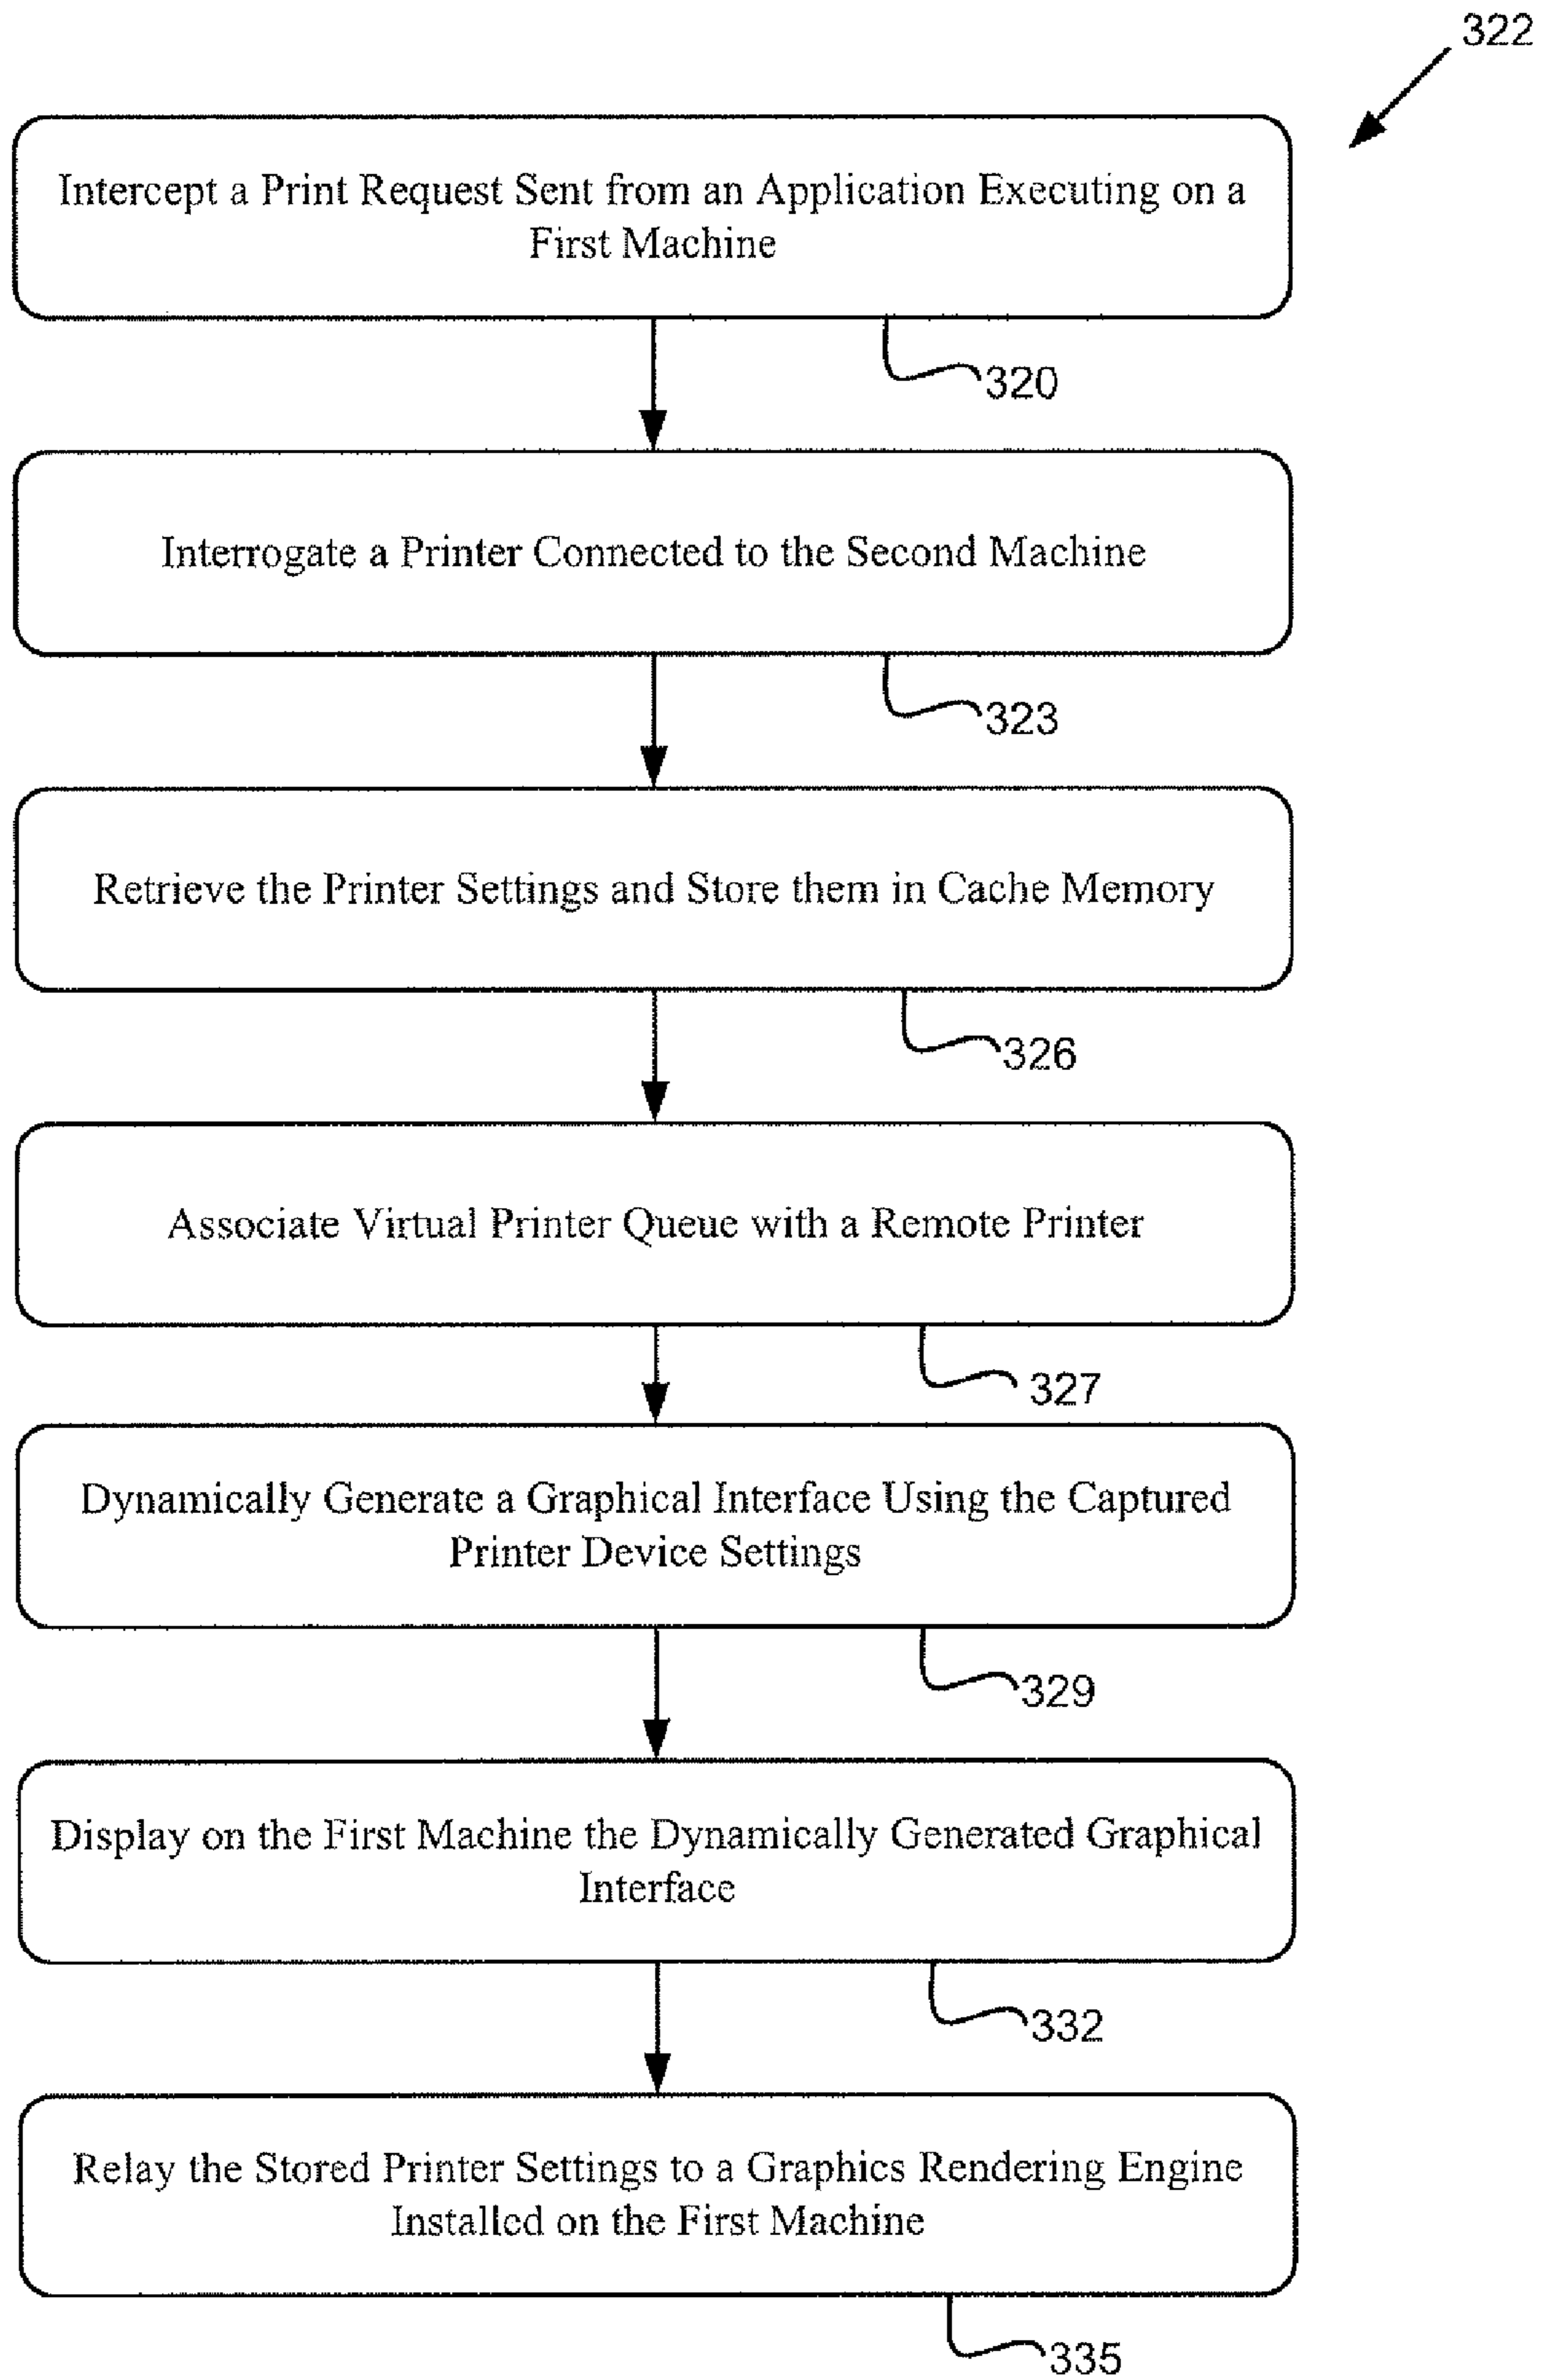 322
Intercept a Print Request Sent from an Application Executing on a
First Machine
320
Interrogate a Printer Connected to the Second Machine
323
Retrieve the Printer Settings and Store them in Cache Memory
326
Associate Virtual Printer Queue with a Remote Printer
327
Dynamically Generate a Graphical Interface Using the Captured
Printer Device Settings
329
Display on the First Machine the Dynamically Generated Graphical
Interface
332
Relay the Stored Printer Settings to a Graphics Rendering Engine
Installed on the First Machine
335